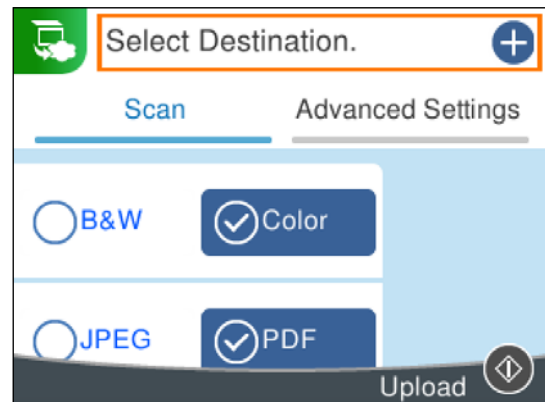 Select Destination.
Scan Advanced Settings
B&W Color
JPEG PDF
Upload